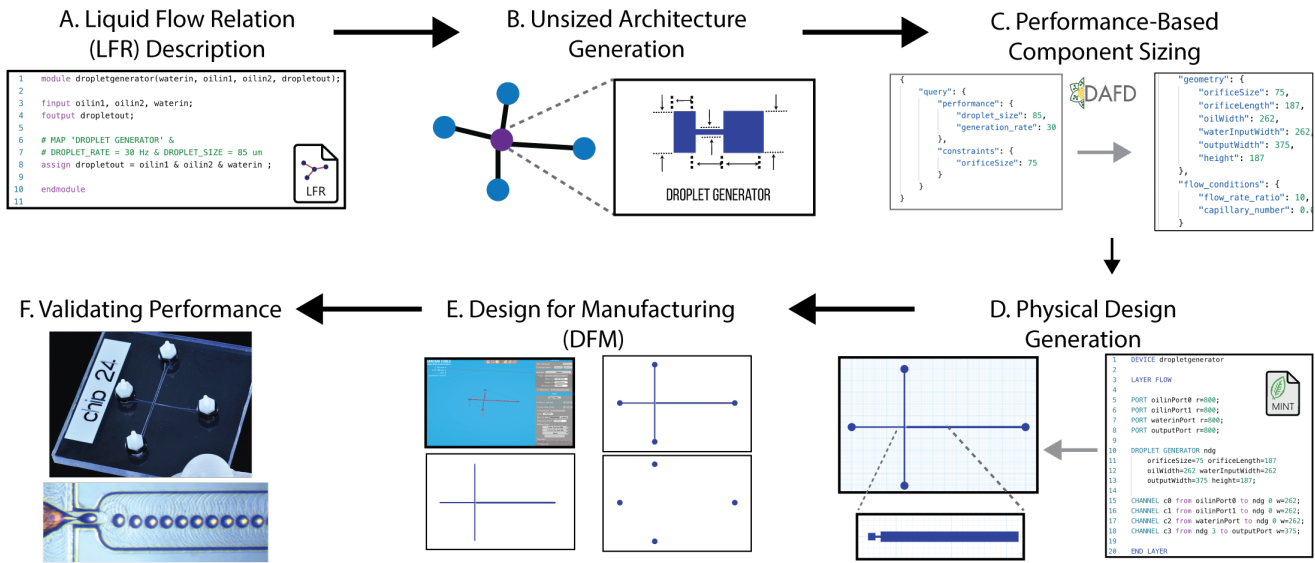 A. Liquid Flow Relation
(LFR) Description
1 module dropletgenerator(waterin, oilin1, oilin2, dropletout);
2
3 finput oilin1, oilin2, waterin;
4 foutput dropletout;
5
6 # MAP 'DROPLET GENERATOR' &
7 # DROPLET_RATE = 30 Hz & DROPLET_SIZE = 85 um
8 assign dropletout = oilin1 & oilin2 & waterin ;
9
10 endmodule
11
LFR
B. Unsized Architecture
Generation
DROPLET GENERATOR
C. Performance-Based
Component Sizing
{
"query": {
"performance": {
"droplet_size": 85,
"generation_rate": 30
},
"constraints": {
"orificeSize": 75
}
}
}
DAFD
"geometry": {
"orificeSize": 75,
"orificeLength": 187,
"oilWidth": 262,
"waterInputWidth": 262,
"outputWidth": 375,
"height": 187
},
"flow_conditions": {
"flow_rate_ratio": 10,
"capillary_number": 0.
}
D. Physical Design
Generation
1 DEVICE dropletgenerator
2
3 LAYER FLOW
4
5 PORT oilinPort0 r=800;
6 PORT oilinPort1 r=800;
7 PORT waterinPort r=800;
8 PORT outputPort r=800;
9
10 DROPLET GENERATOR ndg
11 orificeSize=75 orificeLength=187
12 oilWidth=262 waterInputWidth=262
13 outputWidth=375 height=187;
14
15 CHANNEL c0 from oilinPort0 to ndg 0 w=262;
16 CHANNEL c1 from oilinPort1 to ndg 0 w=262;
17 CHANNEL c2 from waterinPort to ndg 0 w=262;
18 CHANNEL c3 from ndg 3 to outputPort w=375;
19
20 END LAYER
MINT
E. Design for Manufacturing
(DFM)
F. Validating Performance
chip 24.